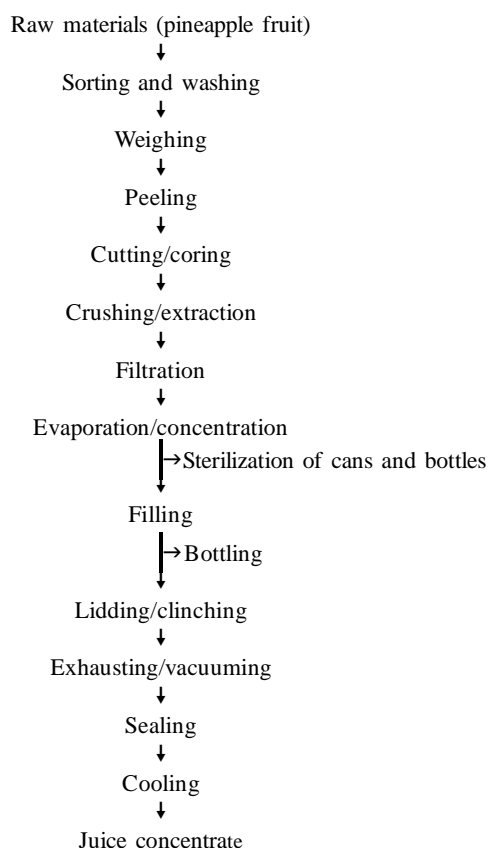 Raw materials (pineapple fruit)
Sorting and washing
Weighing
Peeling
Cutting/coring
Crushing/extraction
Filtration
Evaporation/concentration
Sterilization of cans and bottles
Filling
Bottling
Lidding/clinching
Exhausting/vacuuming
Sealing
Cooling
Juice concentrate